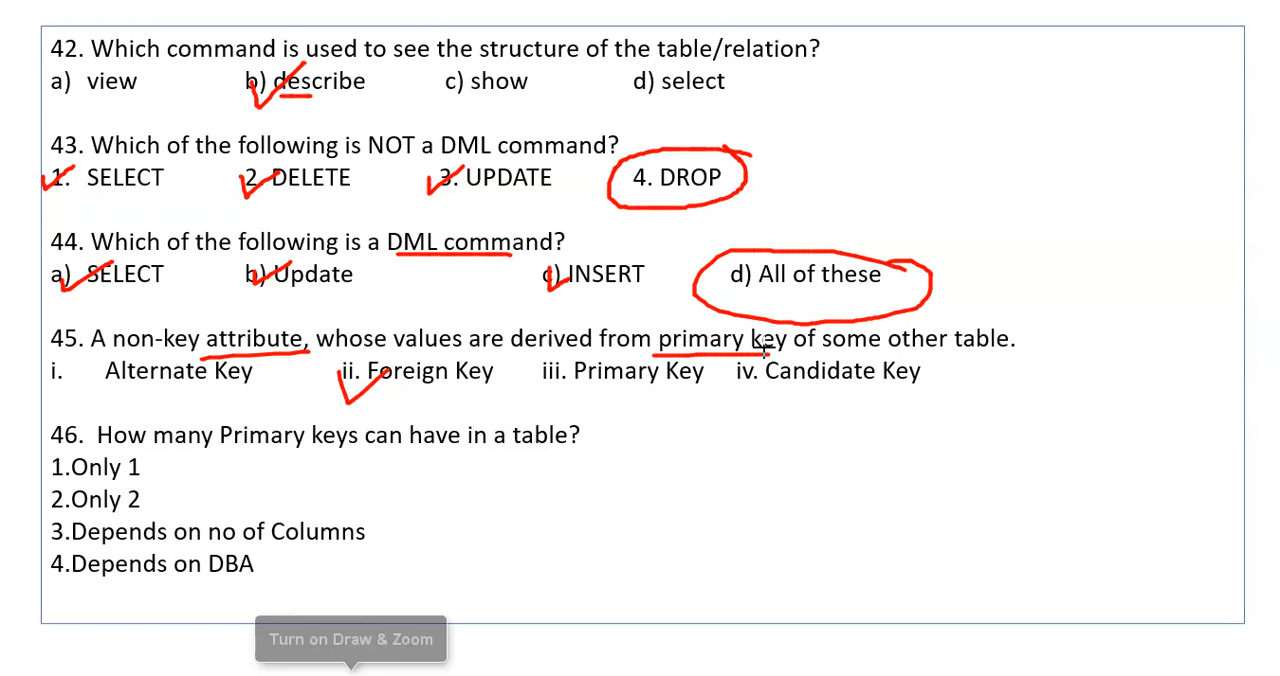 42. Which command is used to see the structure of the table/relation?
a) view b) describe c) show d) select
43. Which of the following is NOT a DML command?
1. SELECT 2. DELETE 3. UPDATE 4. DROP
44. Which of the following is a DML command?
a) SELECT b) Update c) INSERT d) All of these
45. A non-key attribute, whose values are derived from primary key of some other table.
i. Alternate Key ii. Foreign Key iii. Primary Key iv. Candidate Key
46. How many Primary keys can have in a table?
1.Only 1
2.Only 2
3.Depends on no of Columns
4.Depends on DBA
Turn on Draw & Zoom